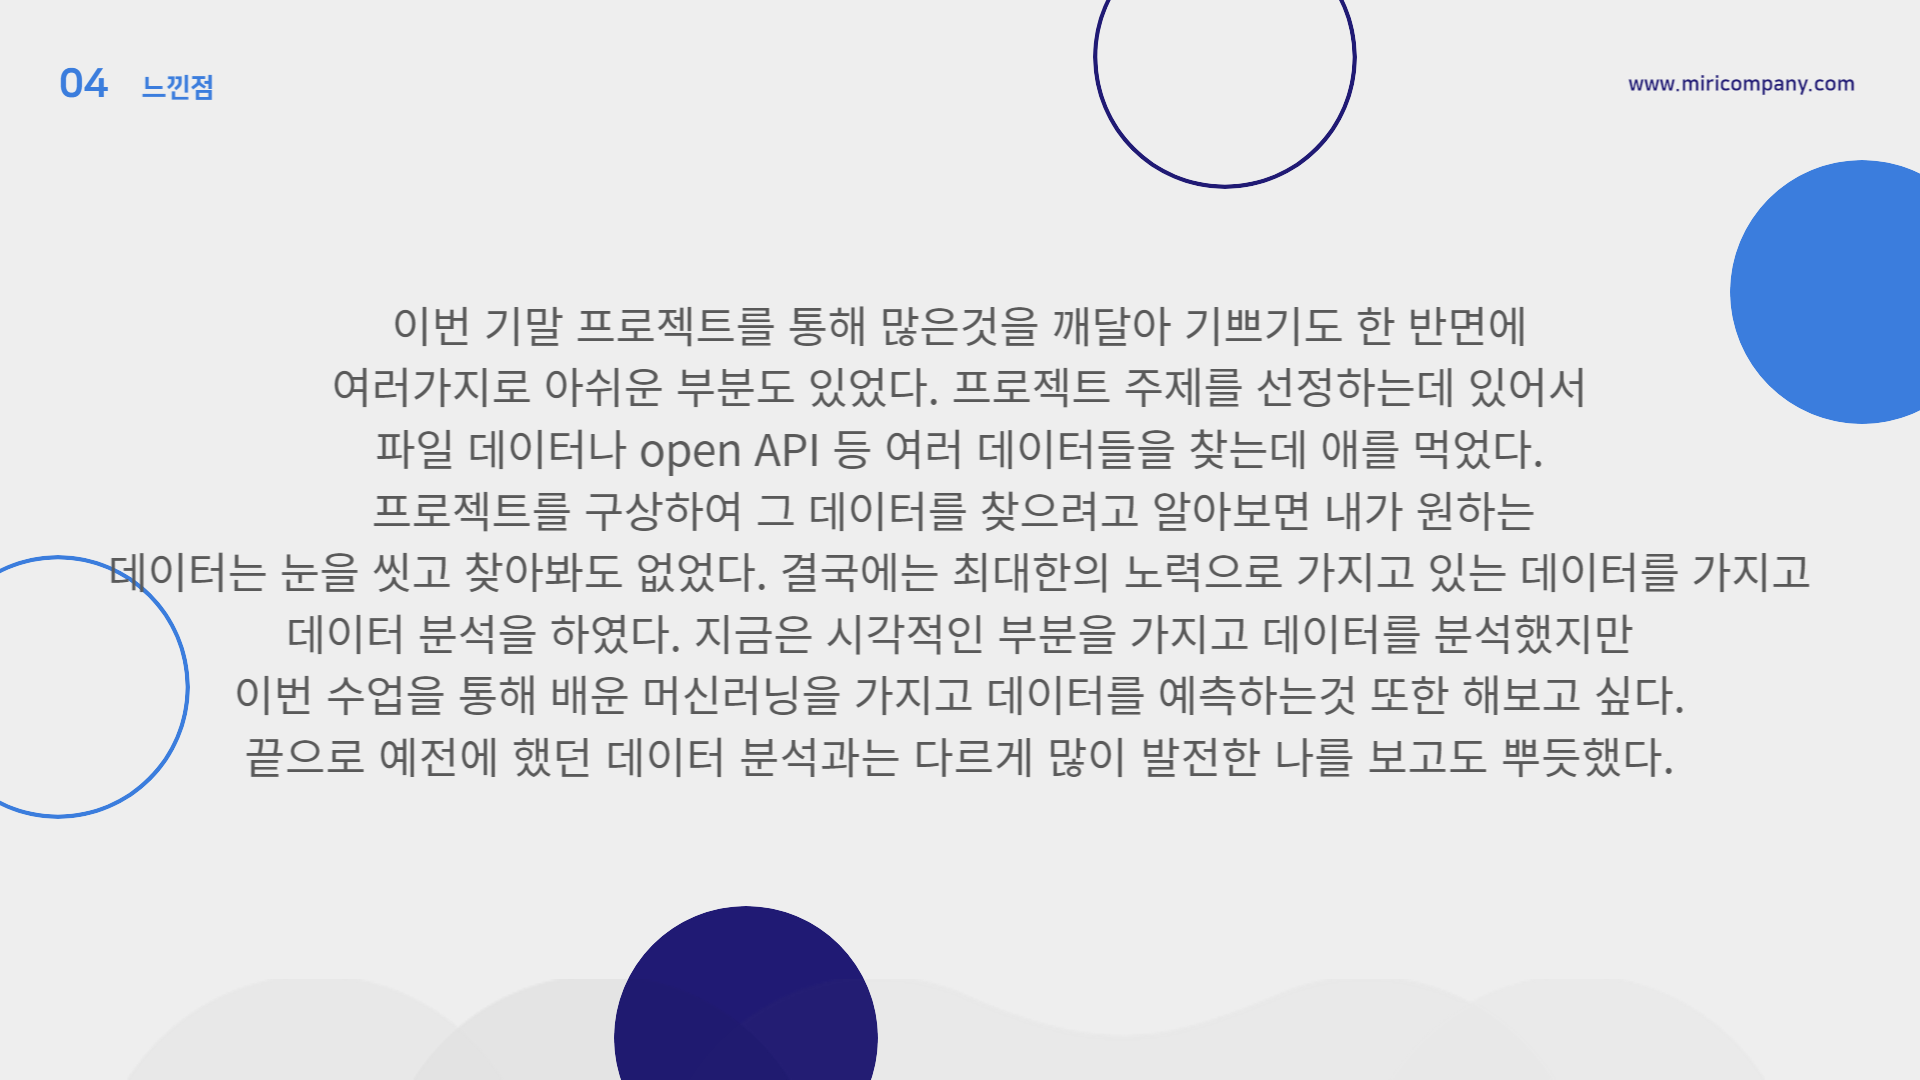 04 느낀점
www.miricompany.com
이번 기말 프로젝트를 통해 많은것을 깨달아 기쁘기도 한 반면에
여러가지로 아쉬운 부분도 있었다. 프로젝트 주제를 선정하는데 있어서
파일 데이터나 open API 등 여러 데이터들을 찾는데 애를 먹었다.
프로젝트를 구상하여 그 데이터를 찾으려고 알아보면 내가 원하는
데이터는 눈을 씻고 찾아봐도 없었다. 결국에는 최대한의 노력으로 가지고 있는 데이터를 가지고
데이터 분석을 하였다. 지금은 시각적인 부분을 가지고 데이터를 분석했지만
이번 수업을 통해 배운 머신러닝을 가지고 데이터를 예측하는것 또한 해보고 싶다.
끝으로 예전에 했던 데이터 분석과는 다르게 많이 발전한 나를 보고도 뿌듯했다.